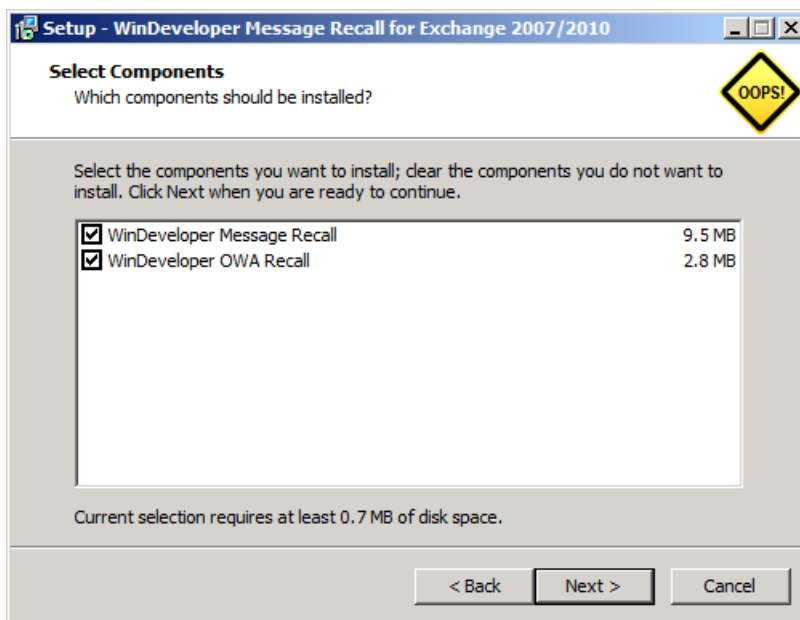 Setup - WinDeveloper Message Recall for Exchange 2007/2010
Select Components
Which components should be installed?
OOPS!
Select the components you want to install; clear the components you do not want to
install. Click Next when you are ready to continue.
WinDeveloper Message Recall 9.5 MB
WinDeveloper OWA Recall 2.8 MB
Current selection requires at least 0.7 MB of disk space.
< Back Next > Cancel